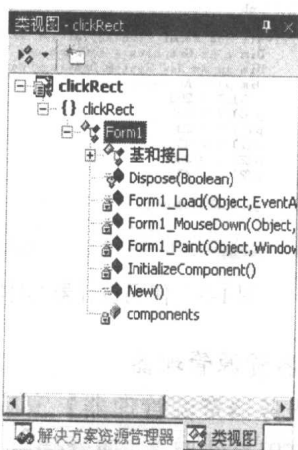 类视图 - clickRect
clickRect
{} clickRect
Form1
基和接口
Dispose(Boolean)
Form1_Load(Object,EventA
Form1_MouseDown(Object,
Form1_Paint(Object,Window
InitializeComponent()
New()
components
解决方案资源管理器 类视图